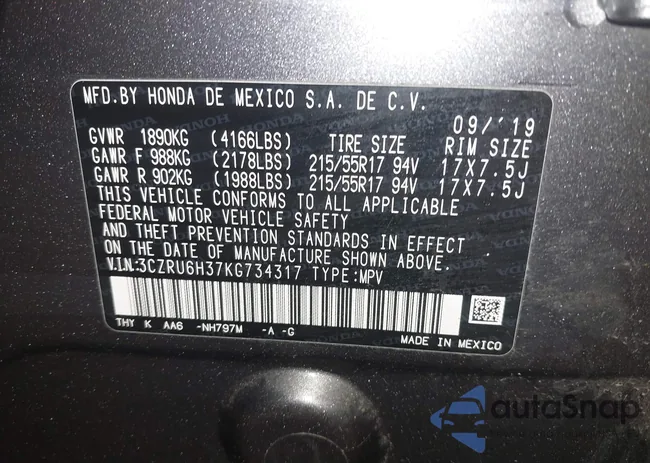 MFD.BY HONDA DE MEXICO S.A. DE C.V.
09/'19
GVWR 1890KG (4166LBS) TIRE SIZE RIM SIZE
GAWR F 988KG (2178LBS) 215/55R17 94V 17X7.5J
GAWR R 902KG (1988LBS) 215/55R17 94V 17X7.5J
THIS VEHICLE CONFORMS TO ALL APPLICABLE
FEDERAL MOTOR VEHICLE SAFETY
AND THEFT PREVENTION STANDARDS IN EFFECT
ON THE DATE OF MANUFACTURE SHOWN ABOVE.
V.I.N:3CZRU6H37KG734317 TYPE:MPV
THY K AA6 -NH797M -A -G
MADE IN MEXICO
autoSnap